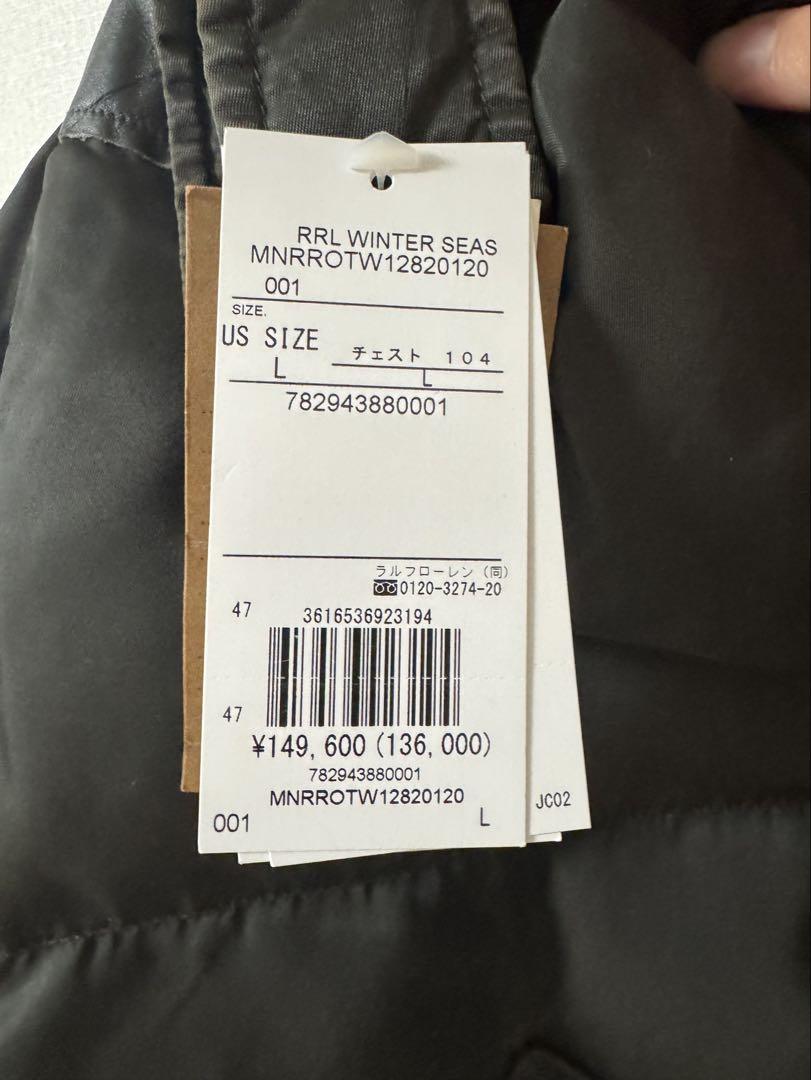 RRL WINTER SEAS
MNRROTW12820120
001
SIZE.
US SIZE
チェスト 104
L
L
782943880001
ラルフローレン(同)
0120-3274-20
47
3616536923194
47
¥149,600(136,000)
782943880001
MNRROTW12820120
001
L
JC02